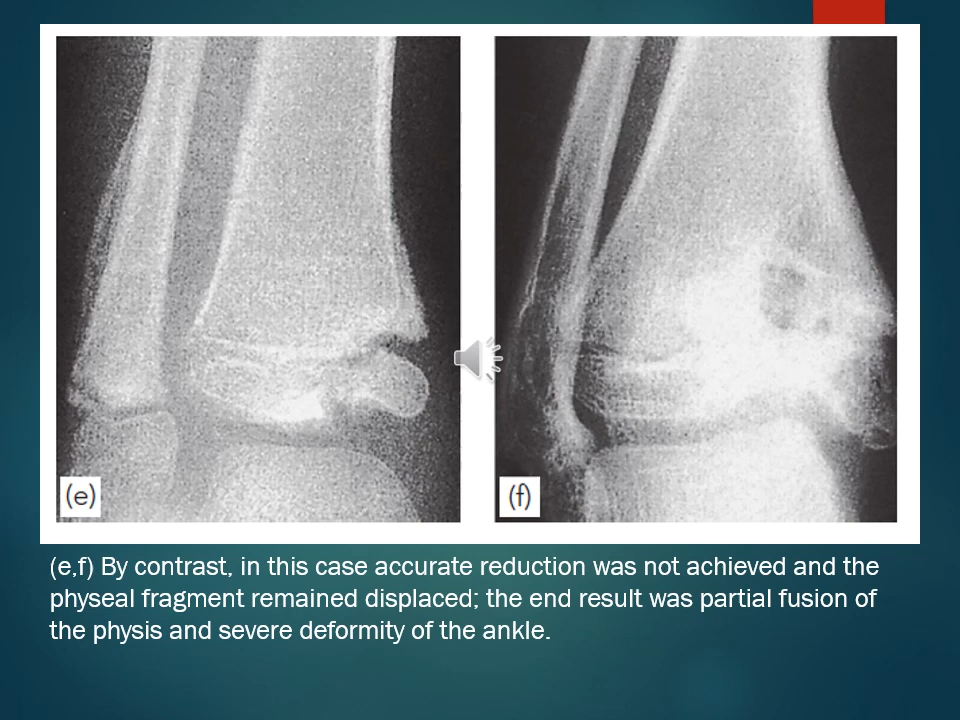 (e)
(f)
(e,f) By contrast, in this case accurate reduction was not achieved and the
physeal fragment remained displaced; the end result was partial fusion of
the physis and severe deformity of the ankle.